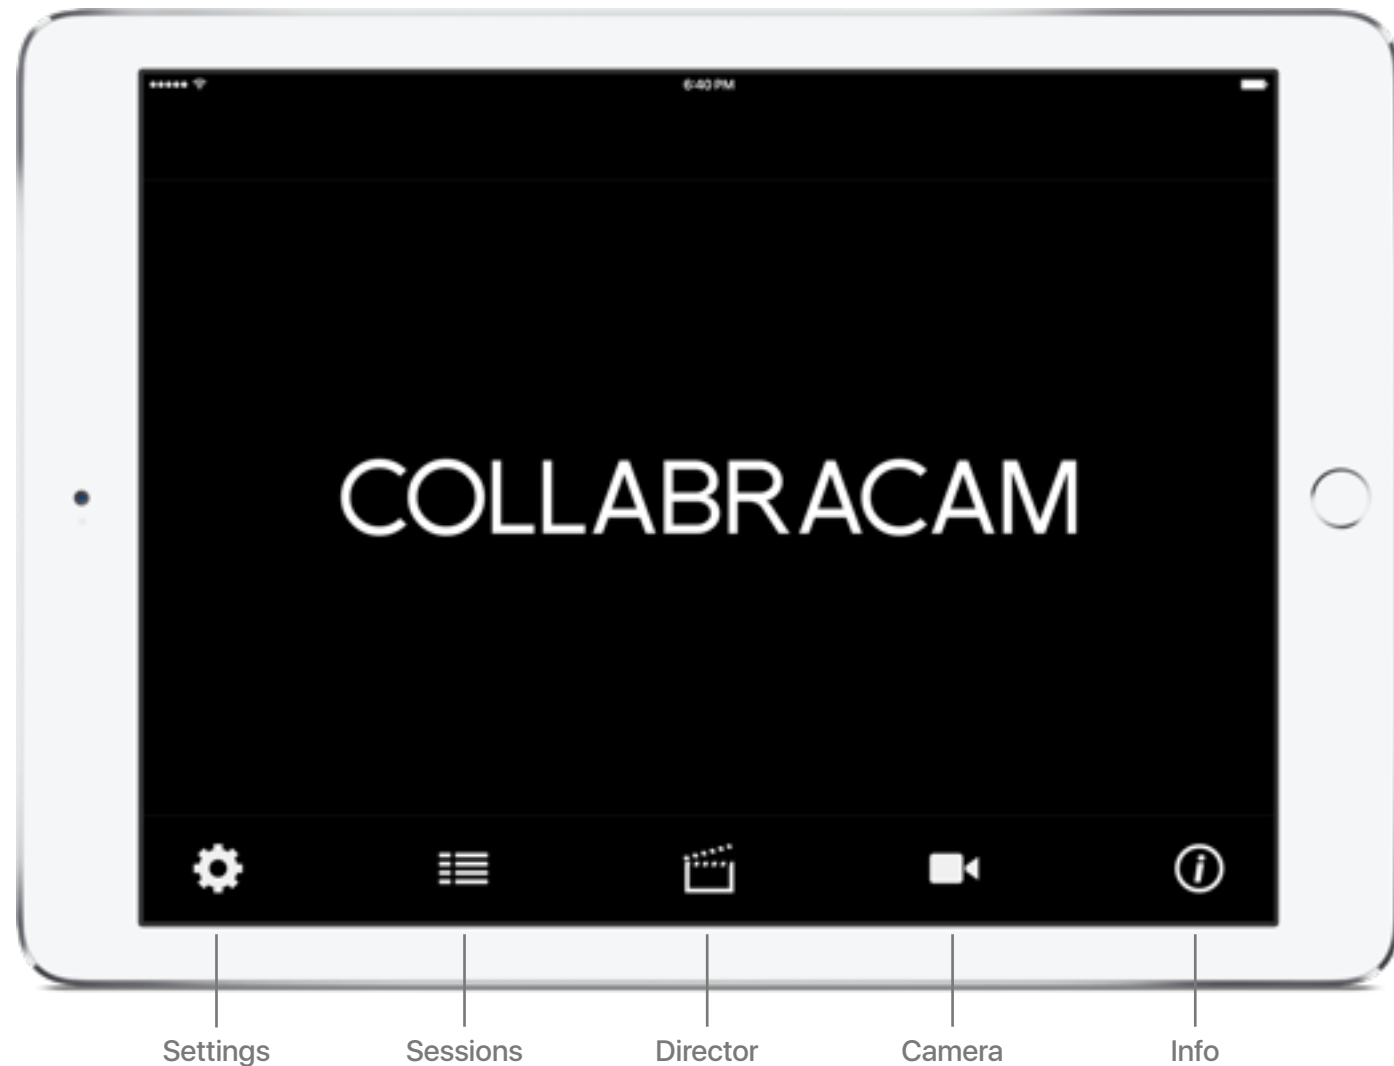 6:40 PM
COLLABRACAM
i
Settings
Sessions
Director
Camera
Info